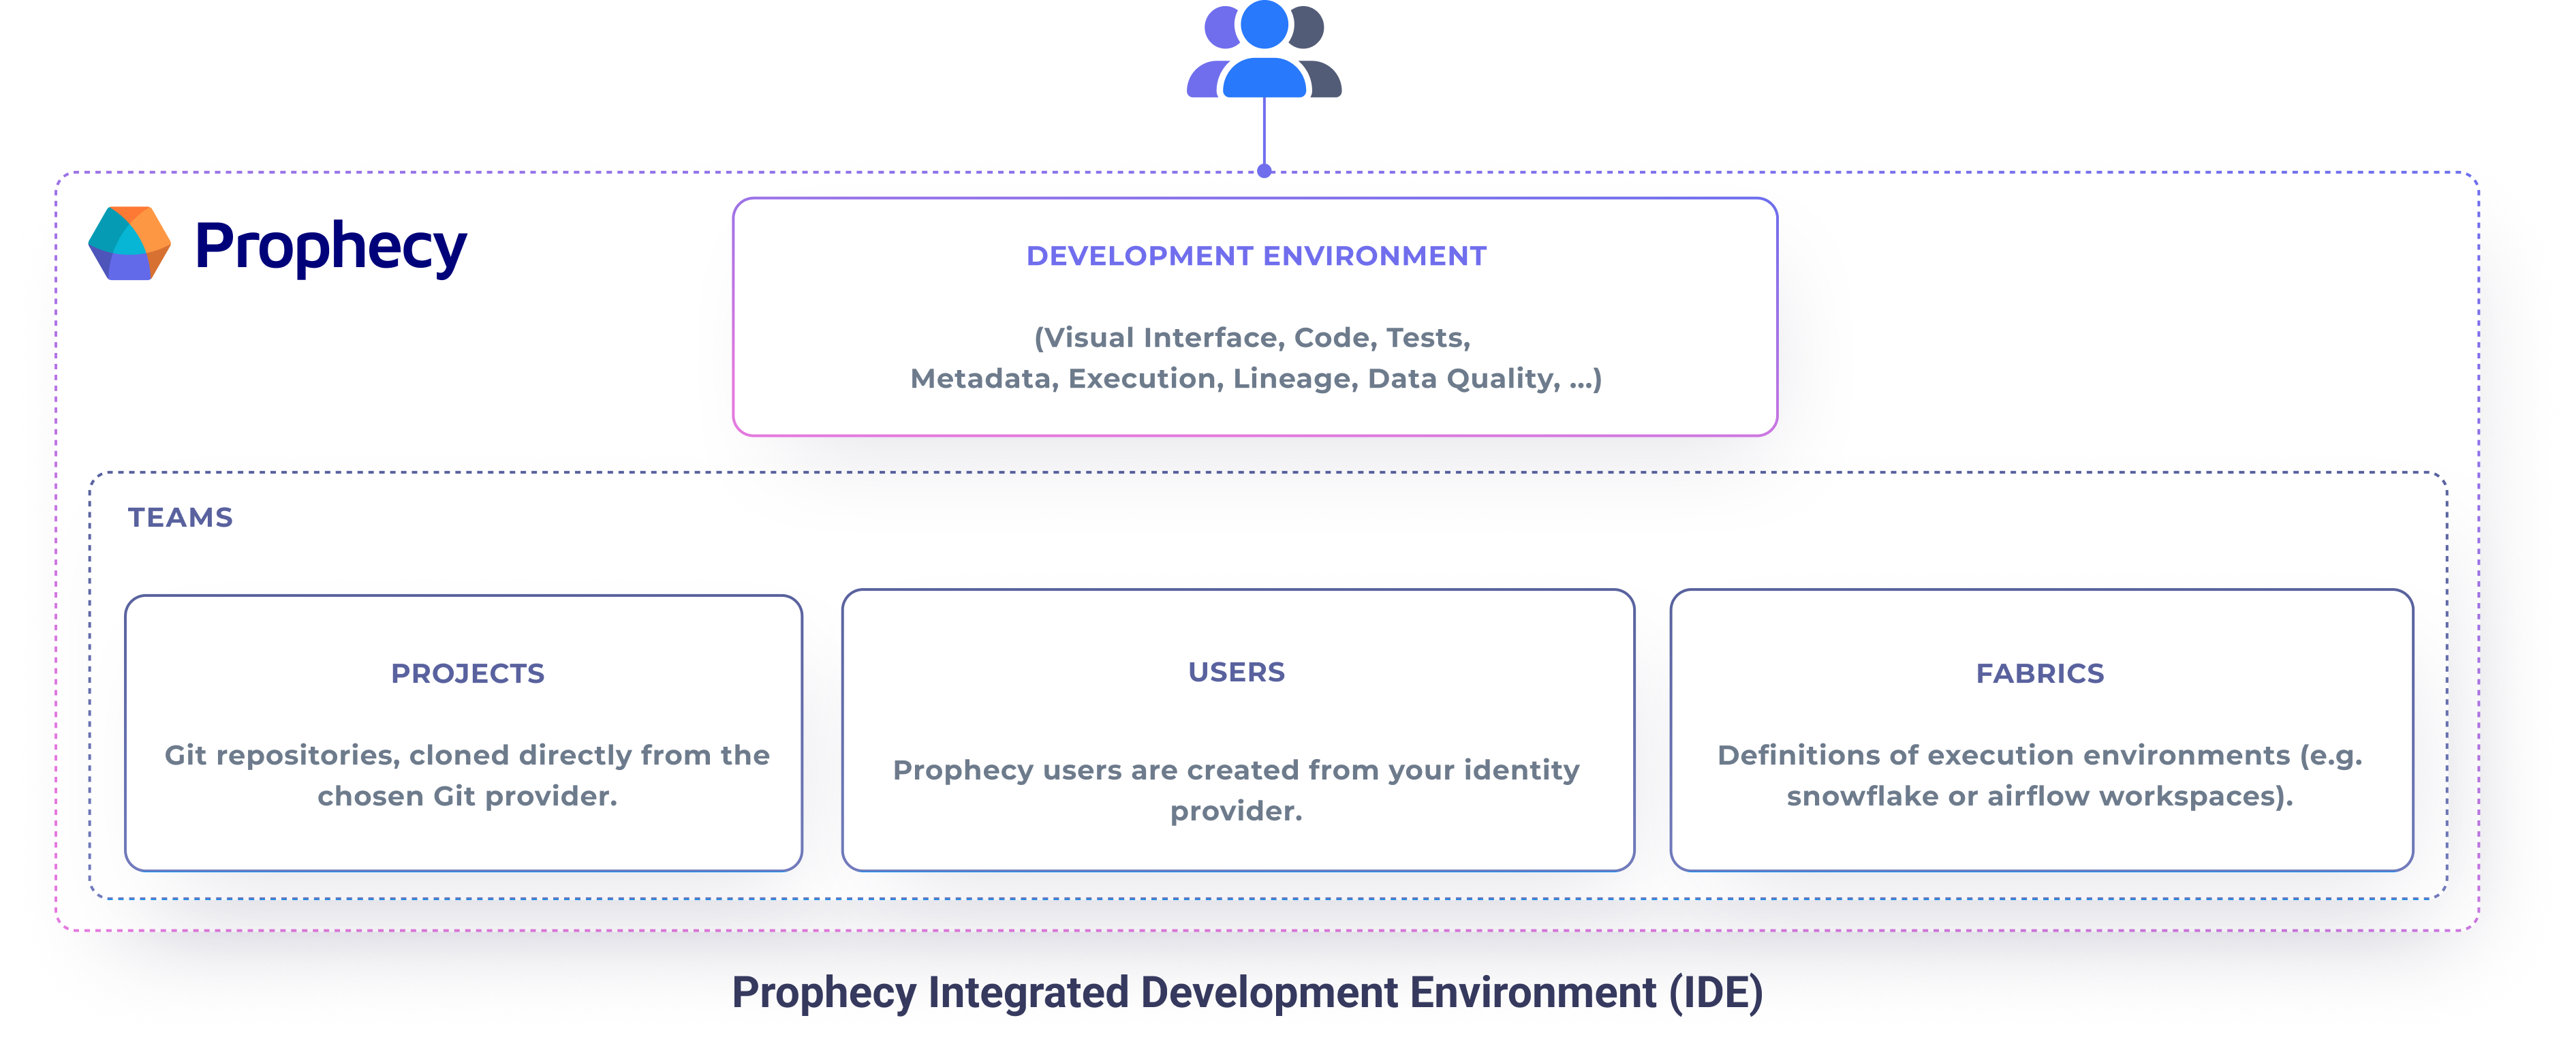 Prophecy
DEVELOPMENT ENVIRONMENT
(Visual Interface, Code, Tests,
Metadata, Execution, Lineage, Data Quality, ...)
TEAMS
PROJECTS
Git repositories, cloned directly from the
chosen Git provider.
USERS
Prophecy users are created from your identity
provider.
FABRICS
Definitions of execution environments (e.g.
snowflake or airflow workspaces).
Prophecy Integrated Development Environment (IDE)